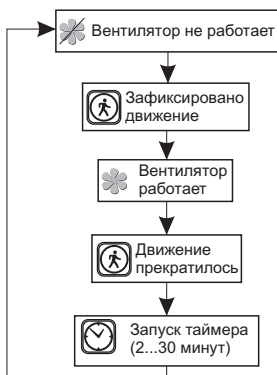 Вентилятор не работает
Зафиксировано
движение
Вентилятор
работает
Движение
прекратилось
Запуск таймера
(2...30 минут)